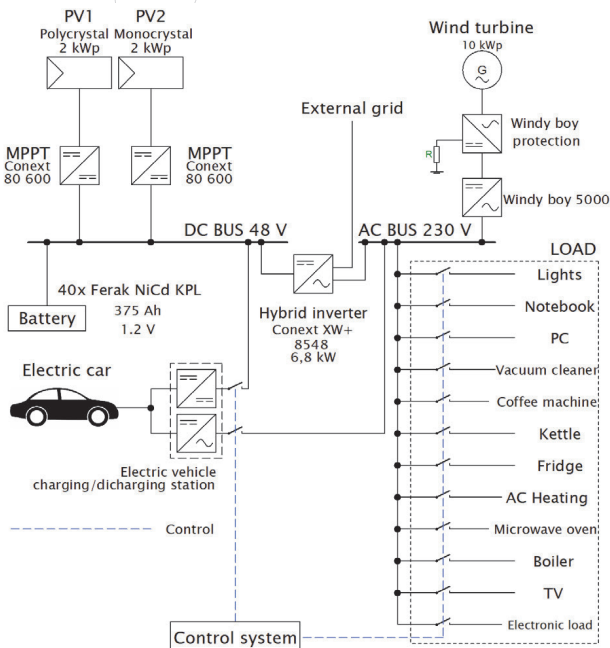 PV1
Polycrystal
2 kWp
PV2
Monocrystal
2 kWp
Wind turbine
10 kWp
G
External grid
Windy boy
protection
R
MPPT
Conext
80 600
MPPT
Conext
80 600
Windy boy 5000
DC BUS 48 V
AC BUS 230 V
LOAD
40x Ferak NiCd KPL
375 Ah
1.2 V
Battery
Hybrid inverter
Conext XW+
8548
6,8 kW
Lights
Notebook
PC
Vacuum cleaner
Coffee machine
Kettle
Fridge
AC Heating
Microwave oven
Boiler
TV
Electronic load
Electric car
Electric vehicle
charging/dicharging station
Control
Control system